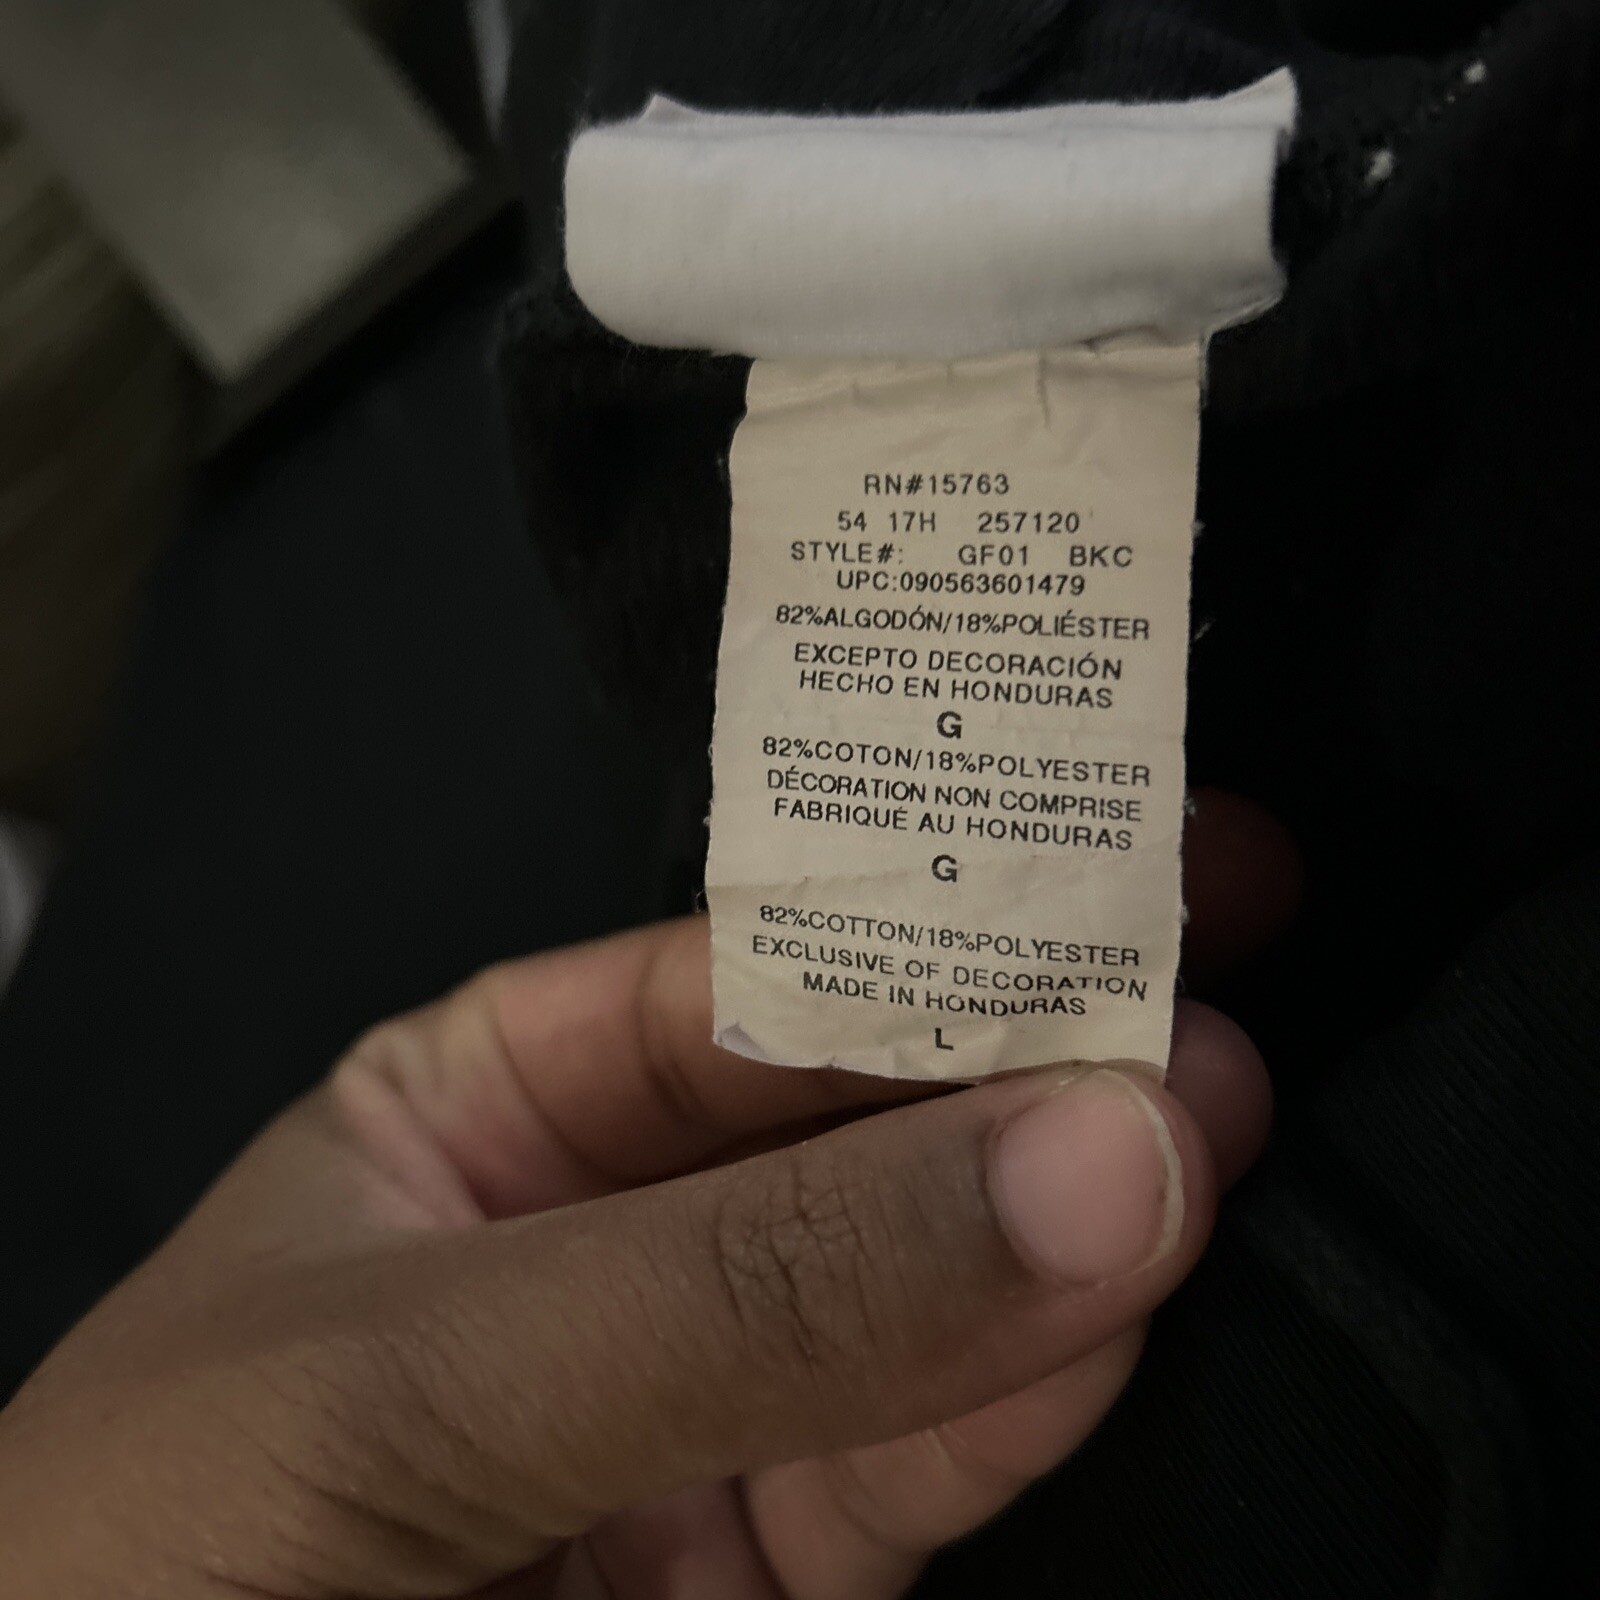 RN#15763
54 17H 257120
STYLE#: GF01 BKC
UPC:090563601479
82%ALGODÓN/18%POLIÉSTER
EXCEPTO DECORACIÓN
HECHO EN HONDURAS
G
82%COTON/18%POLYESTER
DÉCORATION NON COMPRISE
FABRIQUÉ AU HONDURAS
G
82%COTTON/18%POLYESTER
EXCLUSIVE OF DECORATION
MADE IN HONDURAS
L